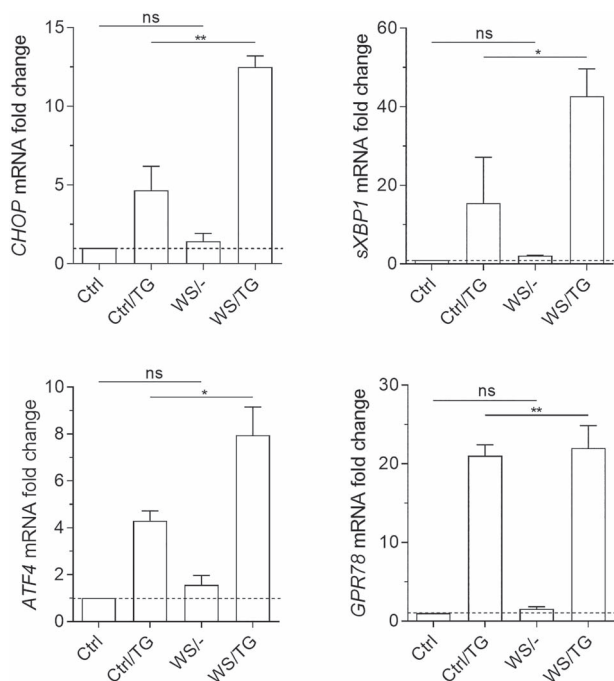 ns
**
CHOP mRNA fold change
15
10
5
0
Ctrl
Ctrl/TG
WS/-
WS/TG
ns
*
sXBP1 mRNA fold change
60
40
20
0
Ctrl
Ctrl/TG
WS/-
WS/TG
ns
*
ATF4 mRNA fold change
10
8
6
4
2
0
Ctrl
Ctrl/TG
WS/-
WS/TG
ns
**
GPR78 mRNA fold change
30
20
10
0
Ctrl
Ctrl/TG
WS/-
WS/TG